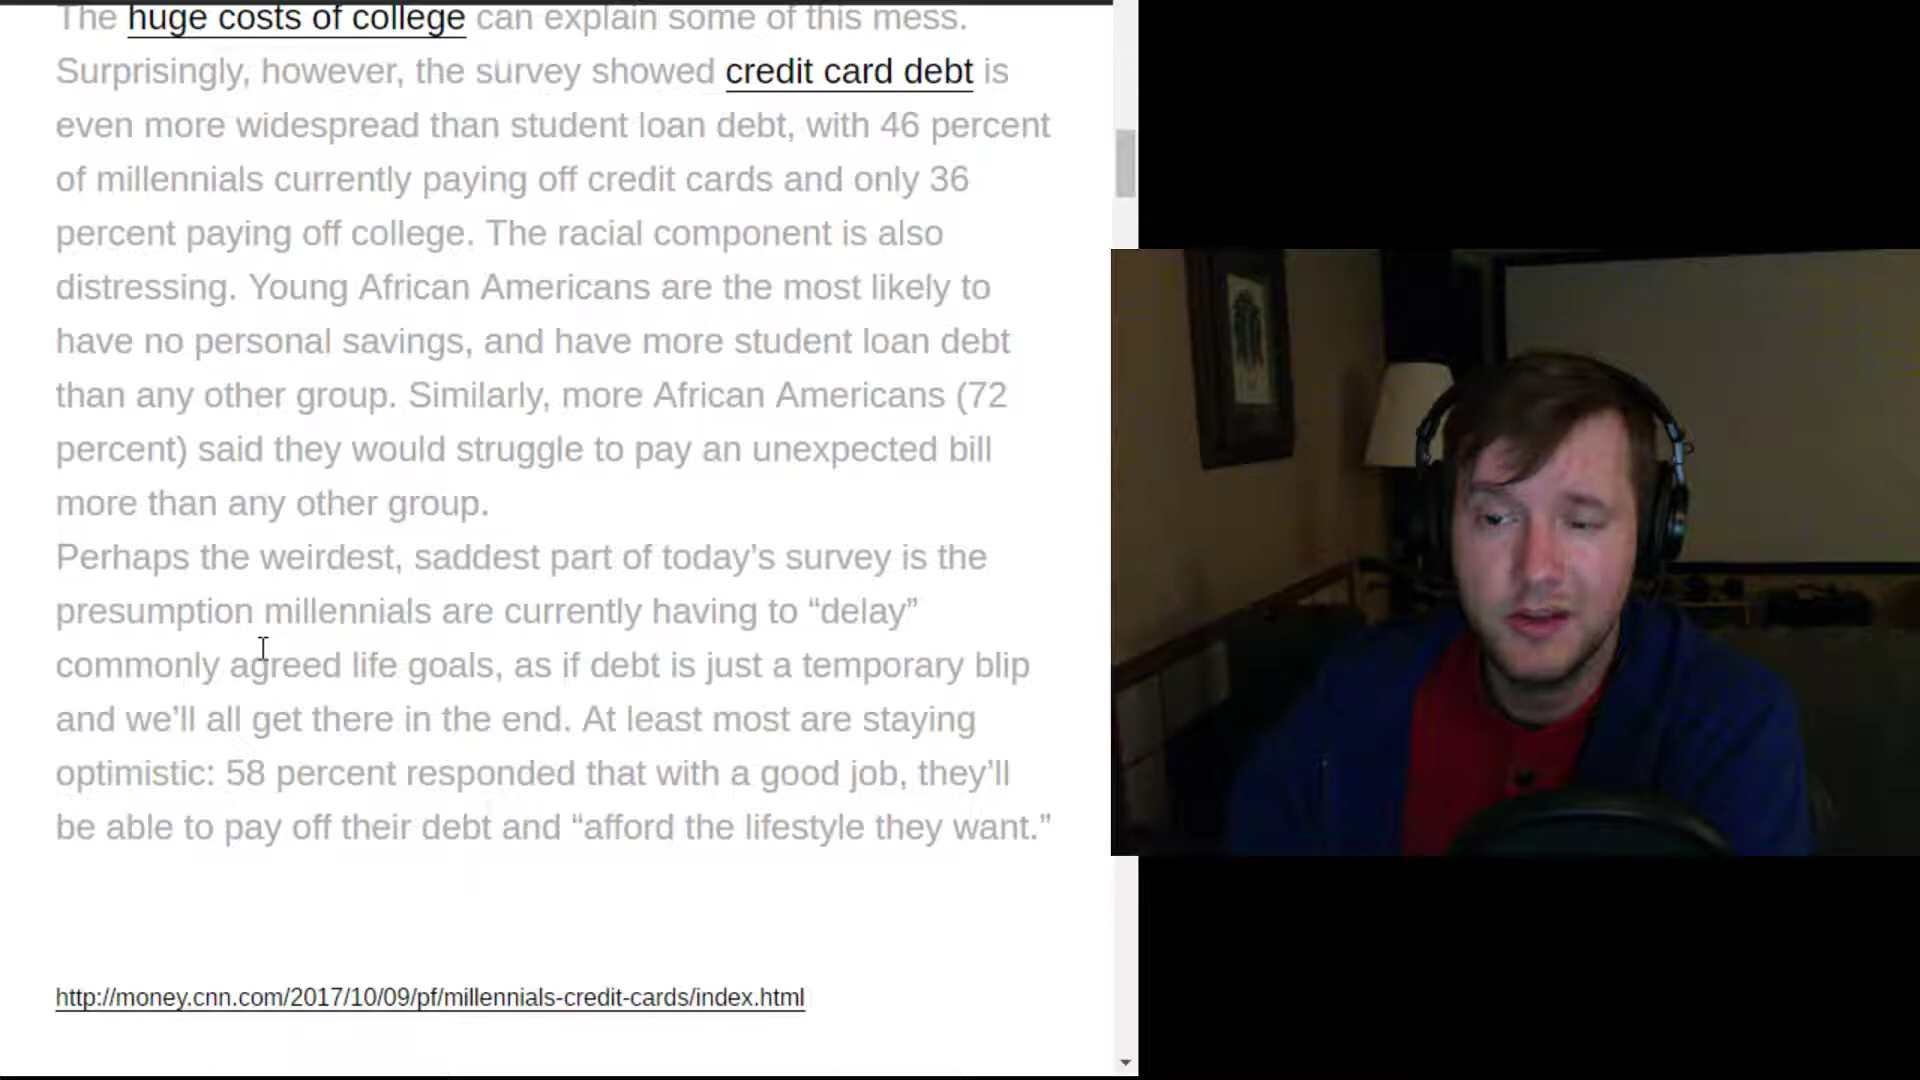 The huge costs of college can explain some of this mess.
Surprisingly, however, the survey showed credit card debt is
even more widespread than student loan debt, with 46 percent
of millennials currently paying off credit cards and only 36
percent paying off college. The racial component is also
distressing. Young African Americans are the most likely to
have no personal savings, and have more student loan debt
than any other group. Similarly, more African Americans (72
percent) said they would struggle to pay an unexpected bill
more than any other group.
Perhaps the weirdest, saddest part of today’s survey is the
presumption millennials are currently having to “delay”
commonly agreed life goals, as if debt is just a temporary blip
and we’ll all get there in the end. At least most are staying
optimistic: 58 percent responded that with a good job, they’ll
be able to pay off their debt and “afford the lifestyle they want.”
http://money.cnn.com/2017/10/09/pf/millennials-credit-cards/index.html